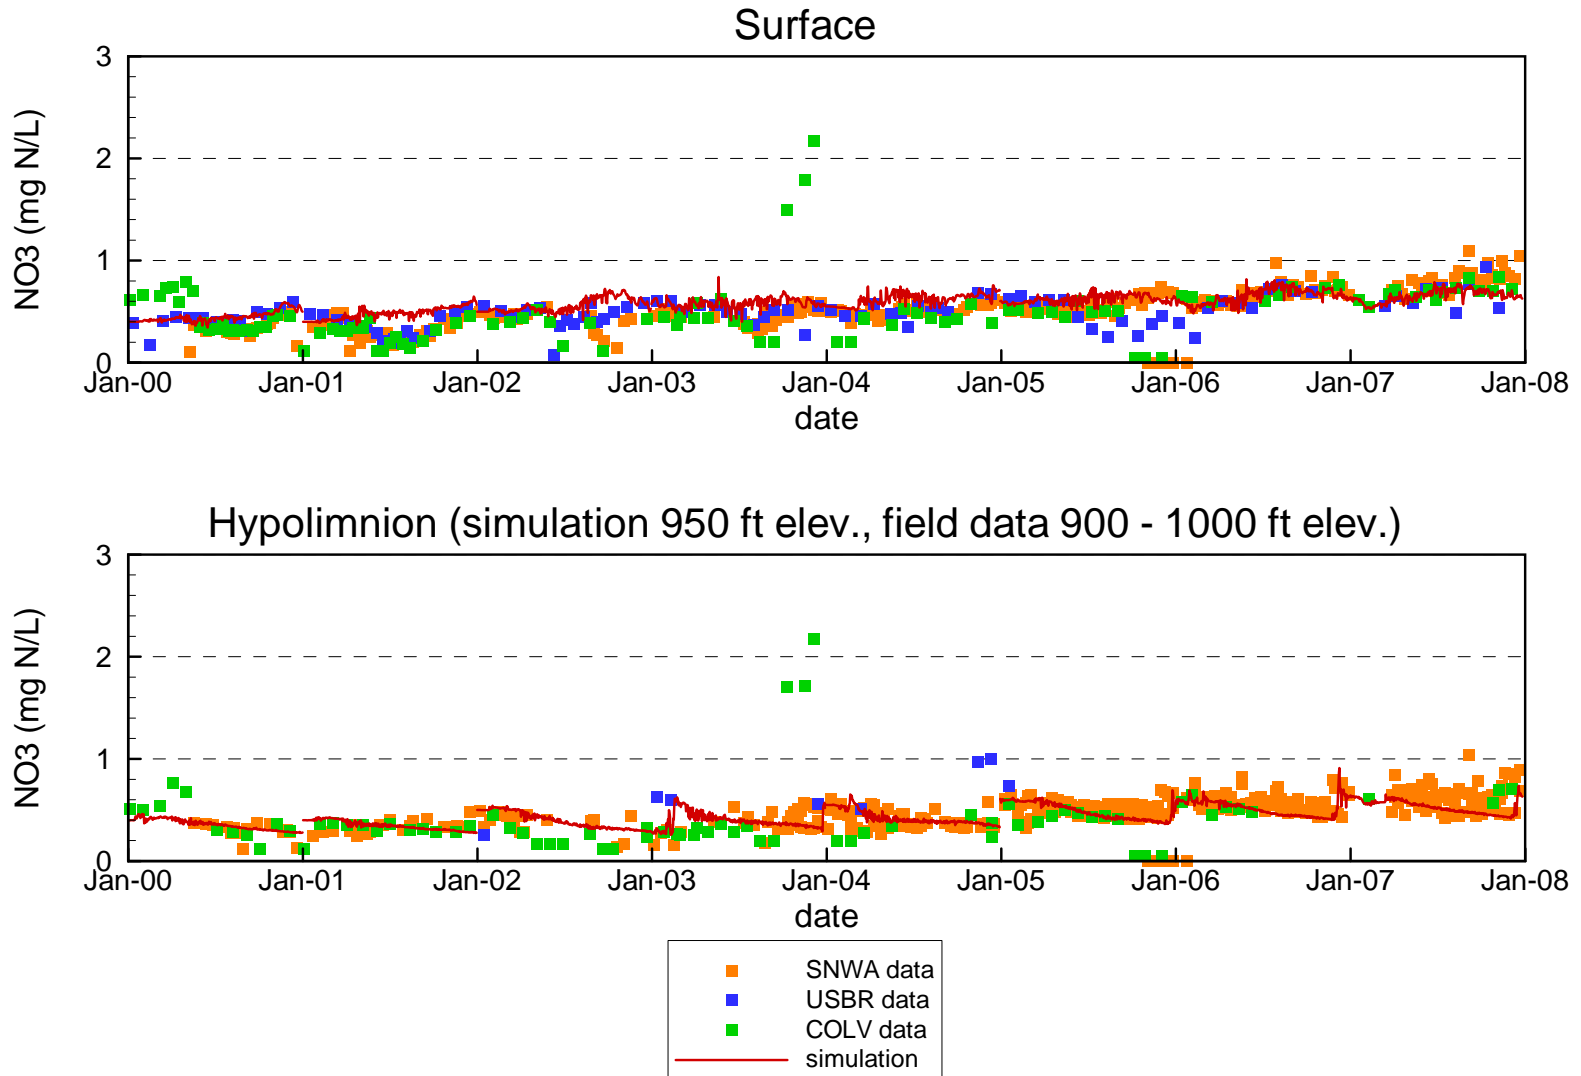 Surface
NO3 (mg N/L)
3
2
1
0
Jan-00 Jan-01 Jan-02 Jan-03 Jan-04 Jan-05 Jan-06 Jan-07 Jan-08
date
Hypolimnion (simulation 950 ft elev., field data 900 - 1000 ft elev.)
NO3 (mg N/L)
3
2
1
0
Jan-00 Jan-01 Jan-02 Jan-03 Jan-04 Jan-05 Jan-06 Jan-07 Jan-08
date
SNWA data
USBR data
COLV data
simulation